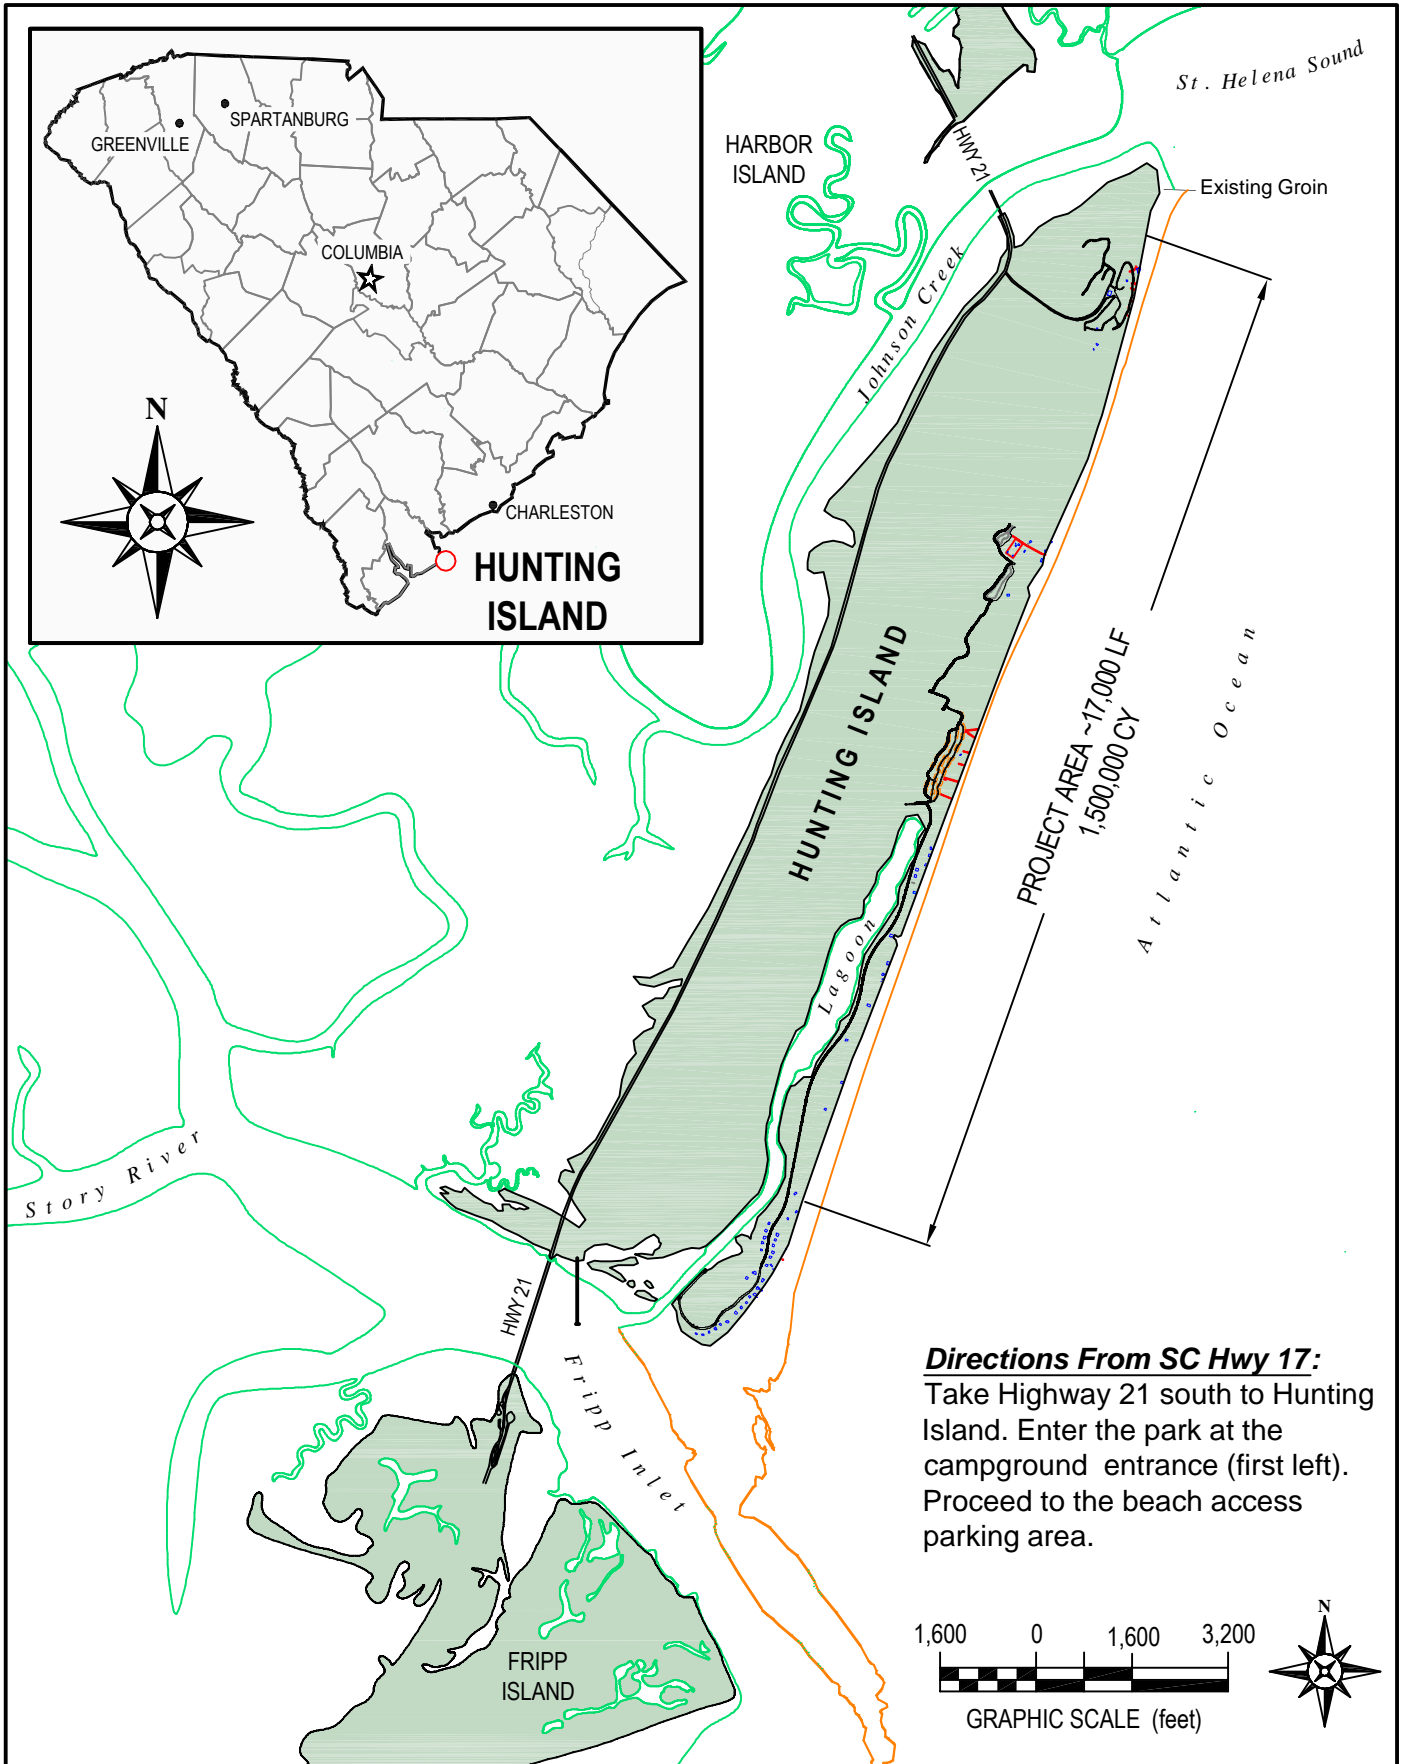 St. Helena Sound
HARBOR
ISLAND
HWY 21
Existing Groin
SPARTANBURG
GREENVILLE
COLUMBIA
Johnson Creek
N
CHARLESTON
HUNTING
ISLAND
HUNTING ISLAND
PROJECT AREA ~17,000 LF
1,500,000 CY
Atlantic Ocean
Lagoon
Story River
HWY 21
Fripp Inlet
Directions From SC Hwy 17:
Take Highway 21 south to Hunting
Island. Enter the park at the
campground entrance (first left).
Proceed to the beach access
parking area.
FRIPP
ISLAND
1,600 0 1,600 3,200
GRAPHIC SCALE (feet)
N